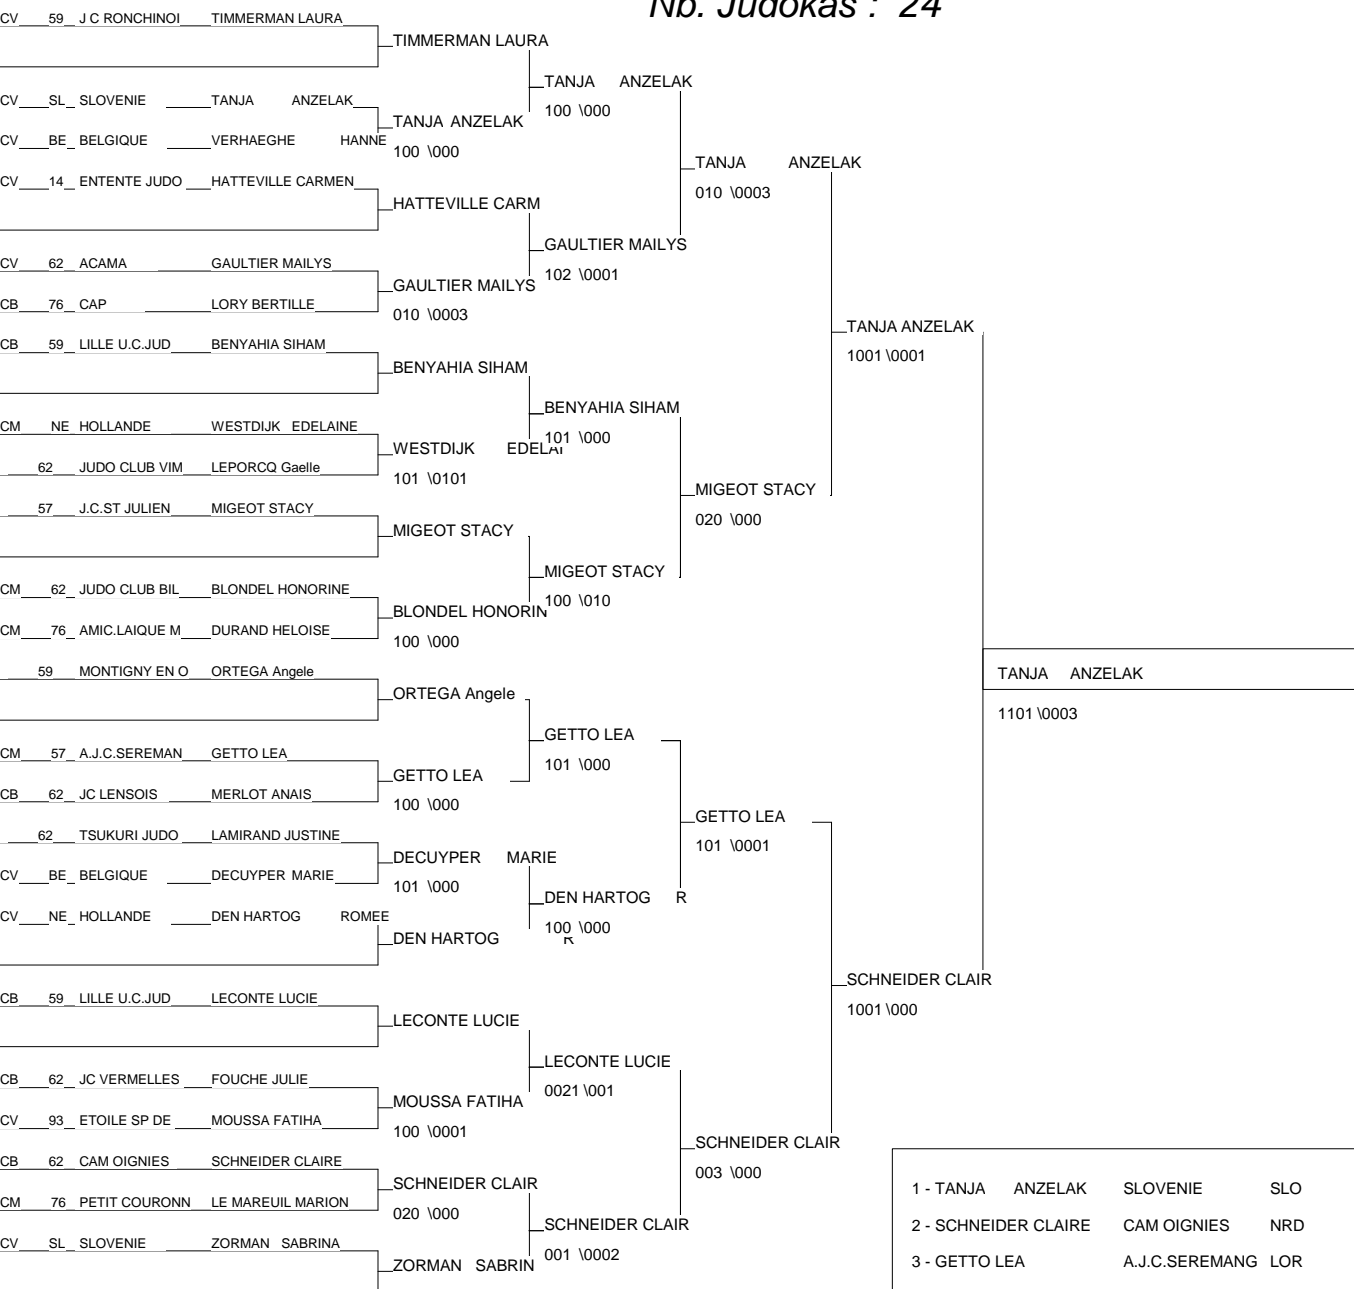 Nb. Judokas : 24
CV 59 J C RONCHINOI TIMMERMAN LAURA
TIMMERMAN LAURA
TANJA ANZELAK
CV SL SLOVENIE TANJA ANZELAK
100 \000
TANJA ANZELAK
CV BE BELGIQUE VERHAEGHE HANNE
100 \000
TANJA ANZELAK
CV 14 ENTENTE JUDO HATTEVILLE CARMEN
010 \0003
HATTEVILLE CARM
GAULTIER MAILYS
CV 62 ACAMA GAULTIER MAILYS
102 \0001
GAULTIER MAILYS
CB 76 CAP LORY BERTILLE
010 \0003
TANJA ANZELAK
CB 59 LILLE U.C.JUD BENYAHIA SIHAM
1001 \0001
BENYAHIA SIHAM
BENYAHIA SIHAM
CM NE HOLLANDE WESTDIJK EDELAINE
101 \000
WESTDIJK EDELAI
62 JUDO CLUB VIM LEPORCQ Gaelle
101 \0101
MIGEOT STACY
57 J.C.ST JULIEN MIGEOT STACY
020 \000
MIGEOT STACY
MIGEOT STACY
CM 62 JUDO CLUB BIL BLONDEL HONORINE
100 \010
BLONDEL HONORIN
CM 76 AMIC.LAIQUE M DURAND HELOISE
100 \000
59 MONTIGNY EN O ORTEGA Angele
TANJA ANZELAK
ORTEGA Angele
1101 \0003
GETTO LEA
CM 57 A.J.C.SEREMAN GETTO LEA
101 \000
GETTO LEA
CB 62 JC LENSOIS MERLOT ANAIS
100 \000
GETTO LEA
62 TSUKURI JUDO LAMIRAND JUSTINE
101 \0001
DECUYPER MARIE
CV BE BELGIQUE DECUYPER MARIE
101 \000
DEN HARTOG R
CV NE HOLLANDE DEN HARTOG ROMEE
100 \000
DEN HARTOG R
SCHNEIDER CLAIR
CB 59 LILLE U.C.JUD LECONTE LUCIE
1001 \000
LECONTE LUCIE
LECONTE LUCIE
CB 62 JC VERMELLES FOUCHE JULIE
0021 \001
MOUSSA FATIHA
CV 93 ETOILE SP DE MOUSSA FATIHA
100 \0001
SCHNEIDER CLAIR
CB 62 CAM OIGNIES SCHNEIDER CLAIRE
003 \000
SCHNEIDER CLAIR
1 - TANJA ANZELAK SLOVENIE SLO
CM 76 PETIT COURONN LE MAREUIL MARION
020 \000
SCHNEIDER CLAIR
2 - SCHNEIDER CLAIRE CAM OIGNIES NRD
CV SL SLOVENIE ZORMAN SABRINA
001 \0002
ZORMAN SABRIN
3 - GETTO LEA A.J.C.SEREMANG LOR